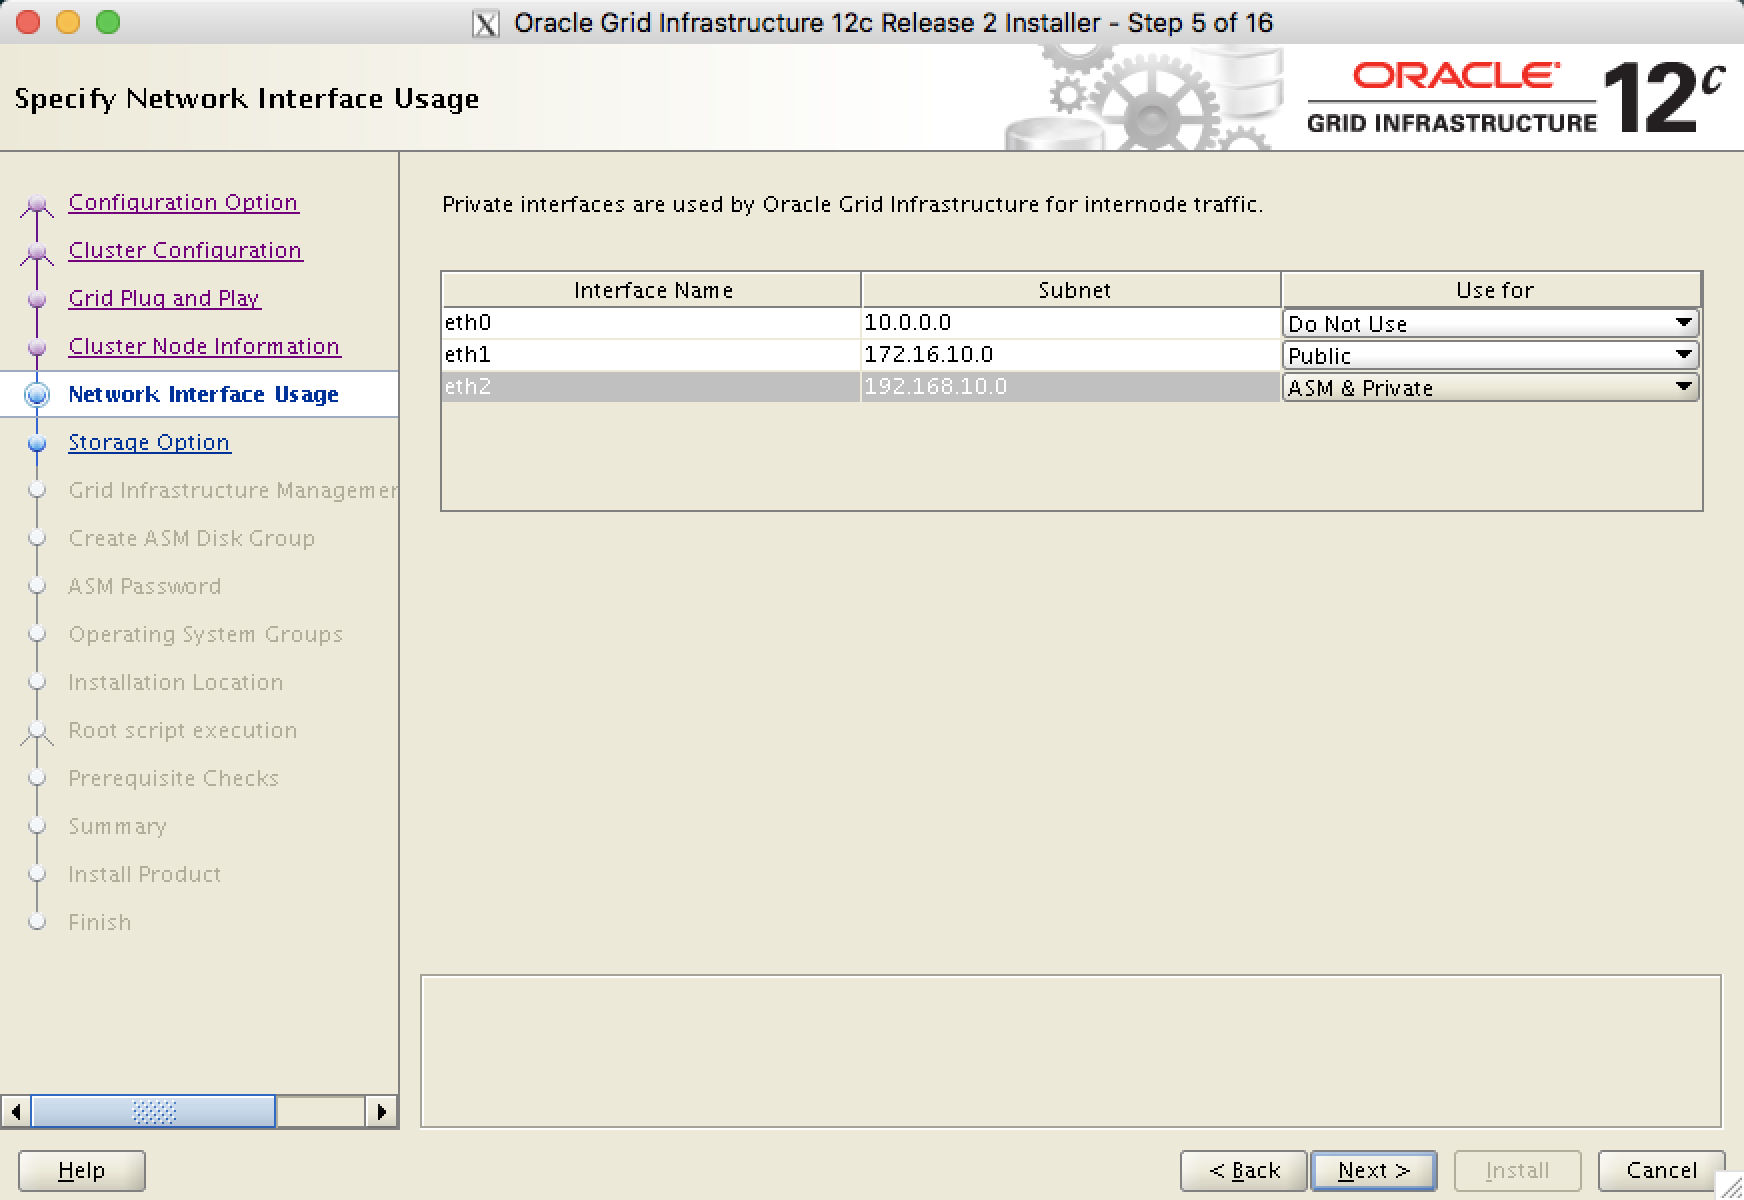 Oracle Grid Infrastructure 12c Release 2 Installer - Step 5 of 16
Specify Network Interface Usage
ORACLE
GRID INFRASTRUCTURE
12c
Configuration Option
Cluster Configuration
Grid Plug and Play
Cluster Node Information
Network Interface Usage
Storage Option
Grid Infrastructure Managemen
Create ASM Disk Group
ASM Password
Operating System Groups
Installation Location
Root script execution
Prerequisite Checks
Summary
Install Product
Finish
Private interfaces are used by Oracle Grid Infrastructure for internode traffic.
Interface Name Subnet Use for
eth0 10.0.0.0 Do Not Use
eth1 172.16.10.0 Public
eth2 192.168.10.0 ASM & Private
Help < Back Next > Install Cancel